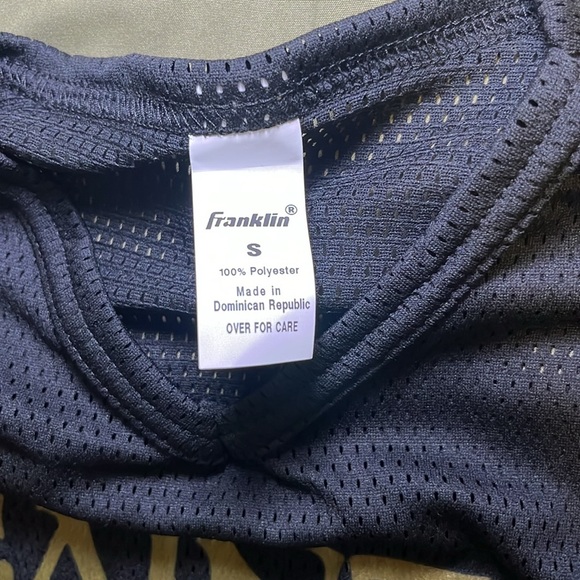 Franklin®
S
100% Polyester
Made in
Dominican Republic
OVER FOR CARE